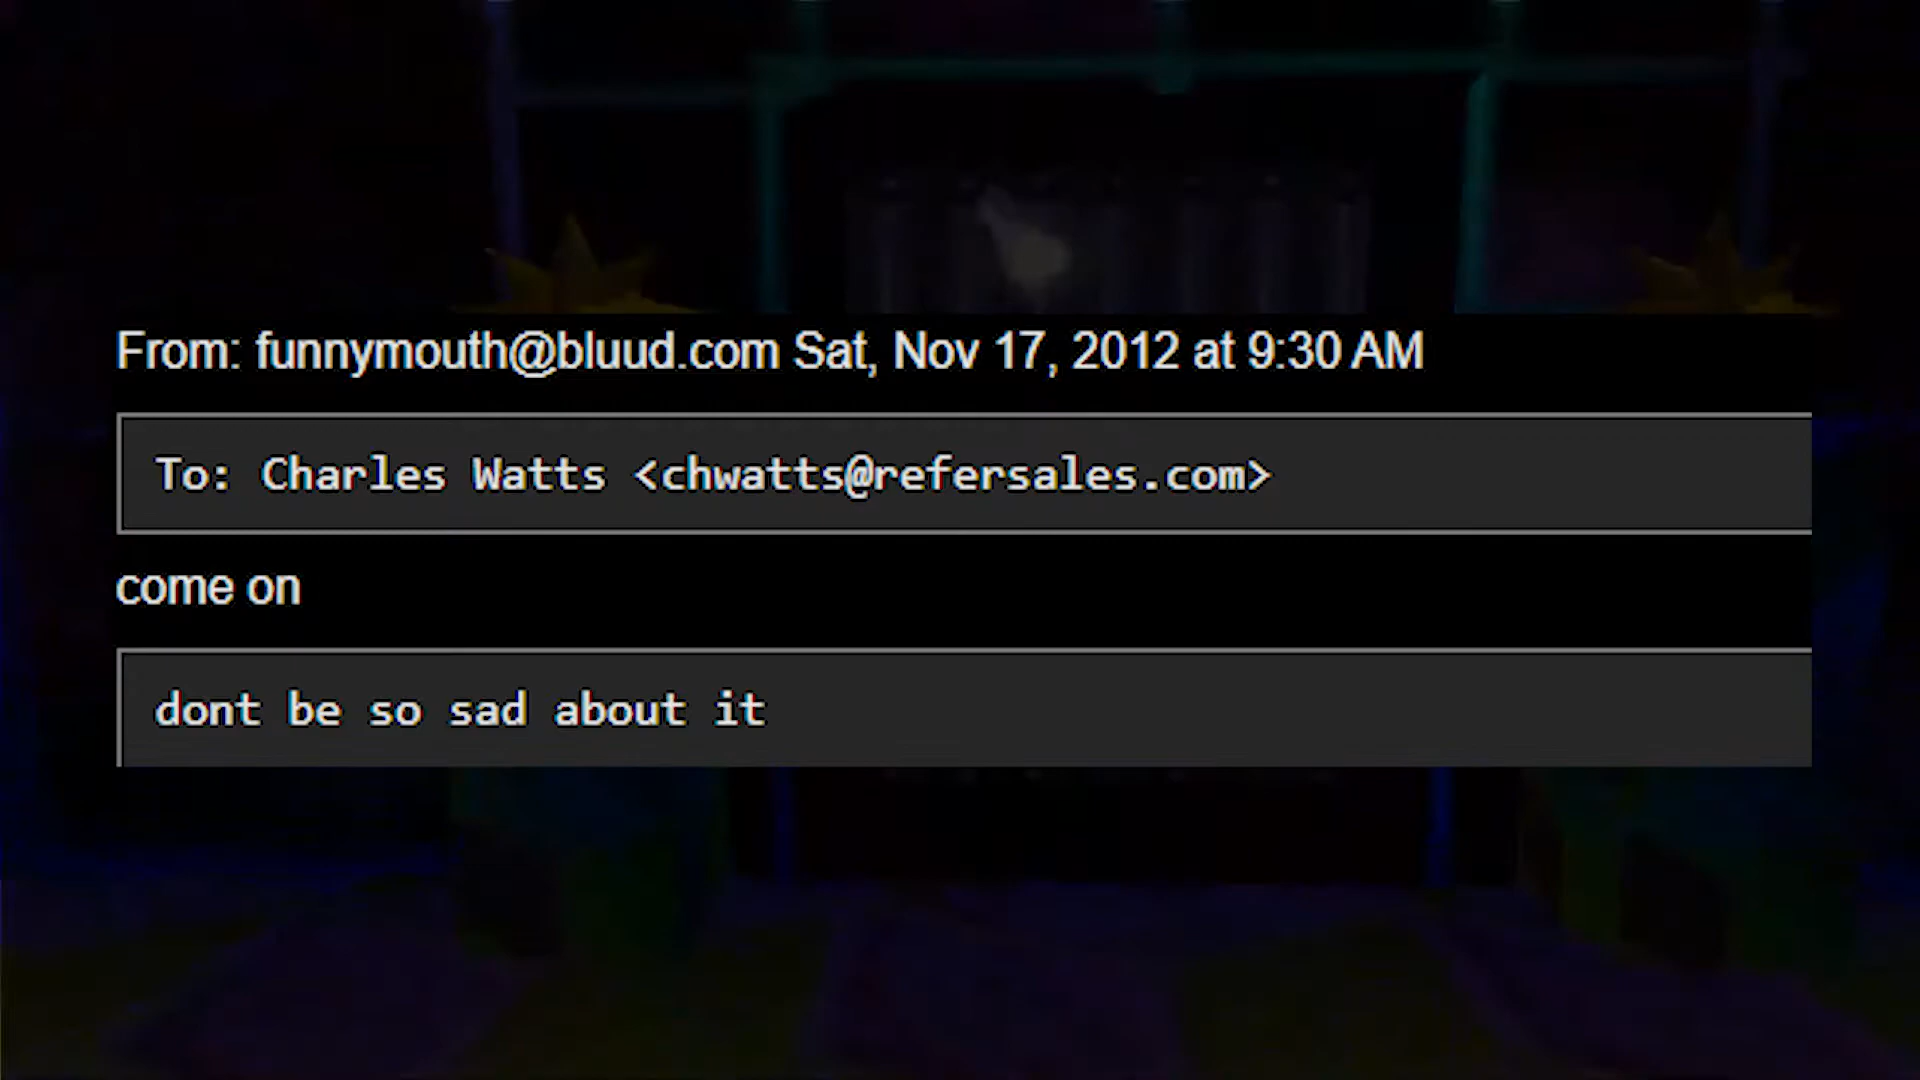 From: funnymouth@bluud.com Sat, Nov 17, 2012 at 9:30 AM
To: Charles Watts <chwatts@refersales.com>
come on
dont be so sad about it